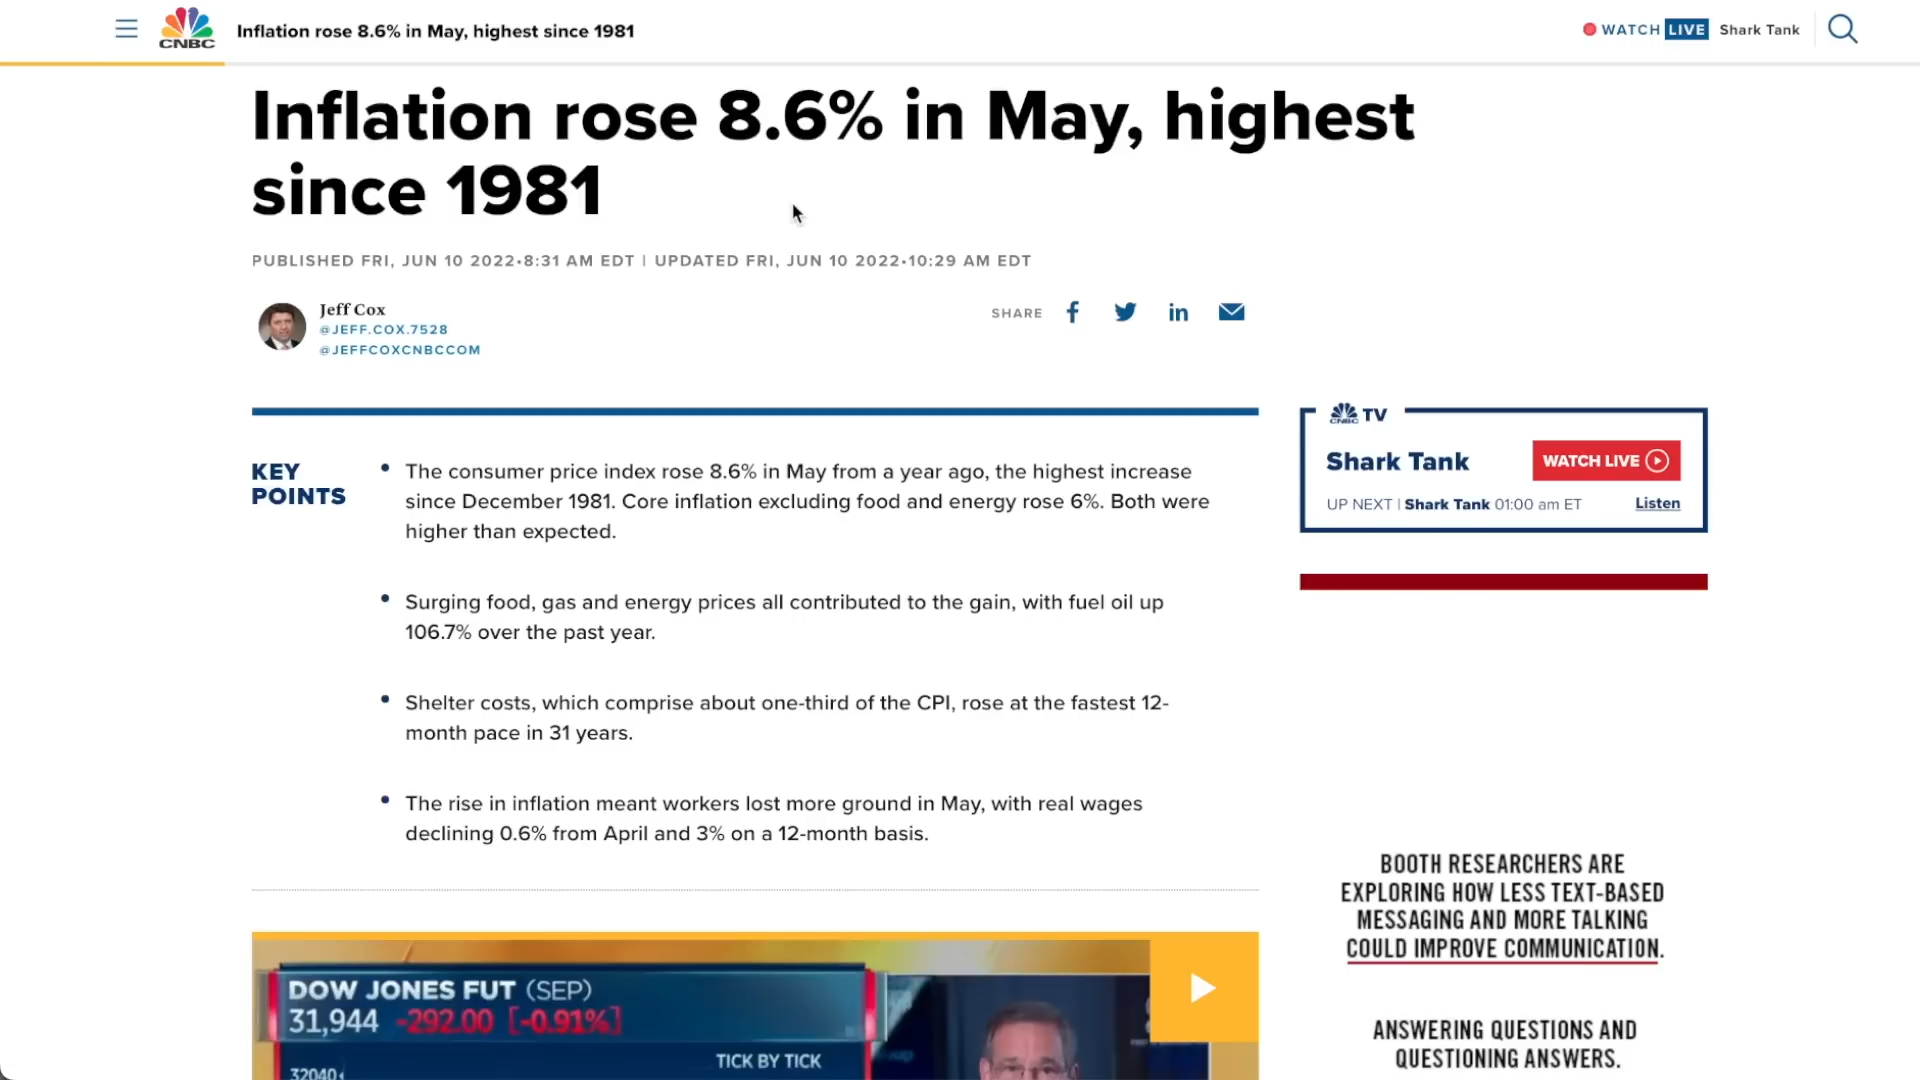 CNBC
Inflation rose 8.6% in May, highest since 1981
WATCH LIVE Shark Tank
Inflation rose 8.6% in May, highest
since 1981
PUBLISHED FRI, JUN 10 2022•8:31 AM EDT | UPDATED FRI, JUN 10 2022•10:29 AM EDT
Jeff Cox
@JEFF.COX.7528
@JEFFCOXCNBCCOM
SHARE
KEY
POINTS
• The consumer price index rose 8.6% in May from a year ago, the highest increase
since December 1981. Core inflation excluding food and energy rose 6%. Both were
higher than expected.
• Surging food, gas and energy prices all contributed to the gain, with fuel oil up
106.7% over the past year.
• Shelter costs, which comprise about one-third of the CPI, rose at the fastest 12-
month pace in 31 years.
• The rise in inflation meant workers lost more ground in May, with real wages
declining 0.6% from April and 3% on a 12-month basis.
DOW JONES FUT (SEP)
31,944 -292.00 [-0.91%]
TICK BY TICK
32040
CNBC TV
Shark Tank
WATCH LIVE
UP NEXT | Shark Tank 01:00 am ET
Listen
BOOTH RESEARCHERS ARE
EXPLORING HOW LESS TEXT-BASED
MESSAGING AND MORE TALKING
COULD IMPROVE COMMUNICATION.
ANSWERING QUESTIONS AND
QUESTIONING ANSWERS.